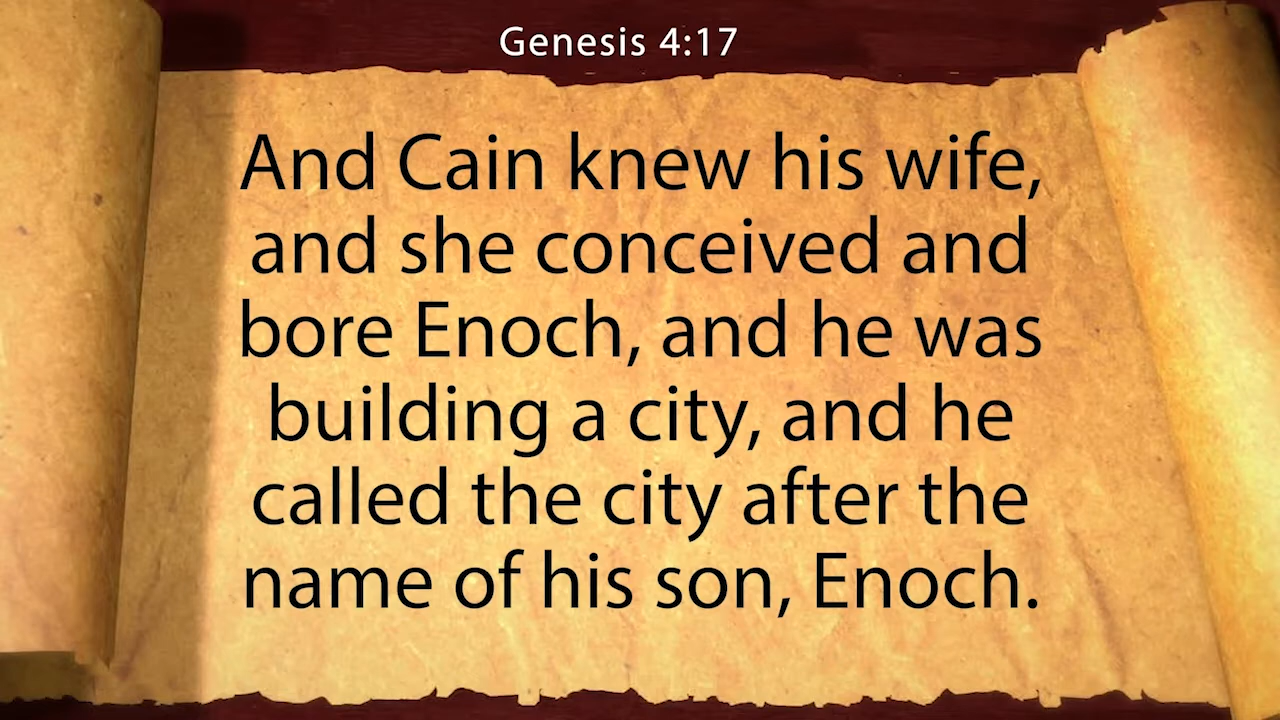 Genesis 4:17
And Cain knew his wife,
and she conceived and
bore Enoch, and he was
building a city, and he
called the city after the
name of his son, Enoch.